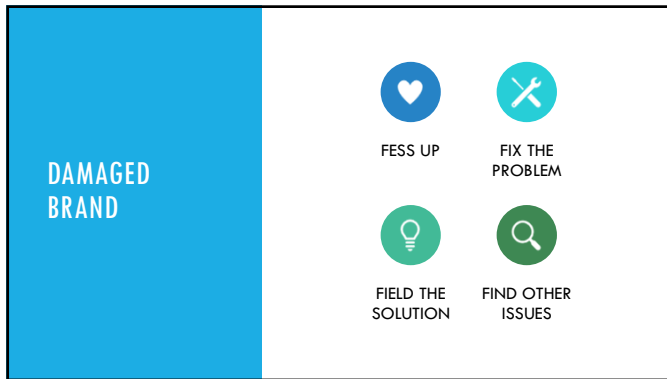 DAMAGED
BRAND
FESS UP
FIX THE
PROBLEM
FIELD THE
SOLUTION
FIND OTHER
ISSUES